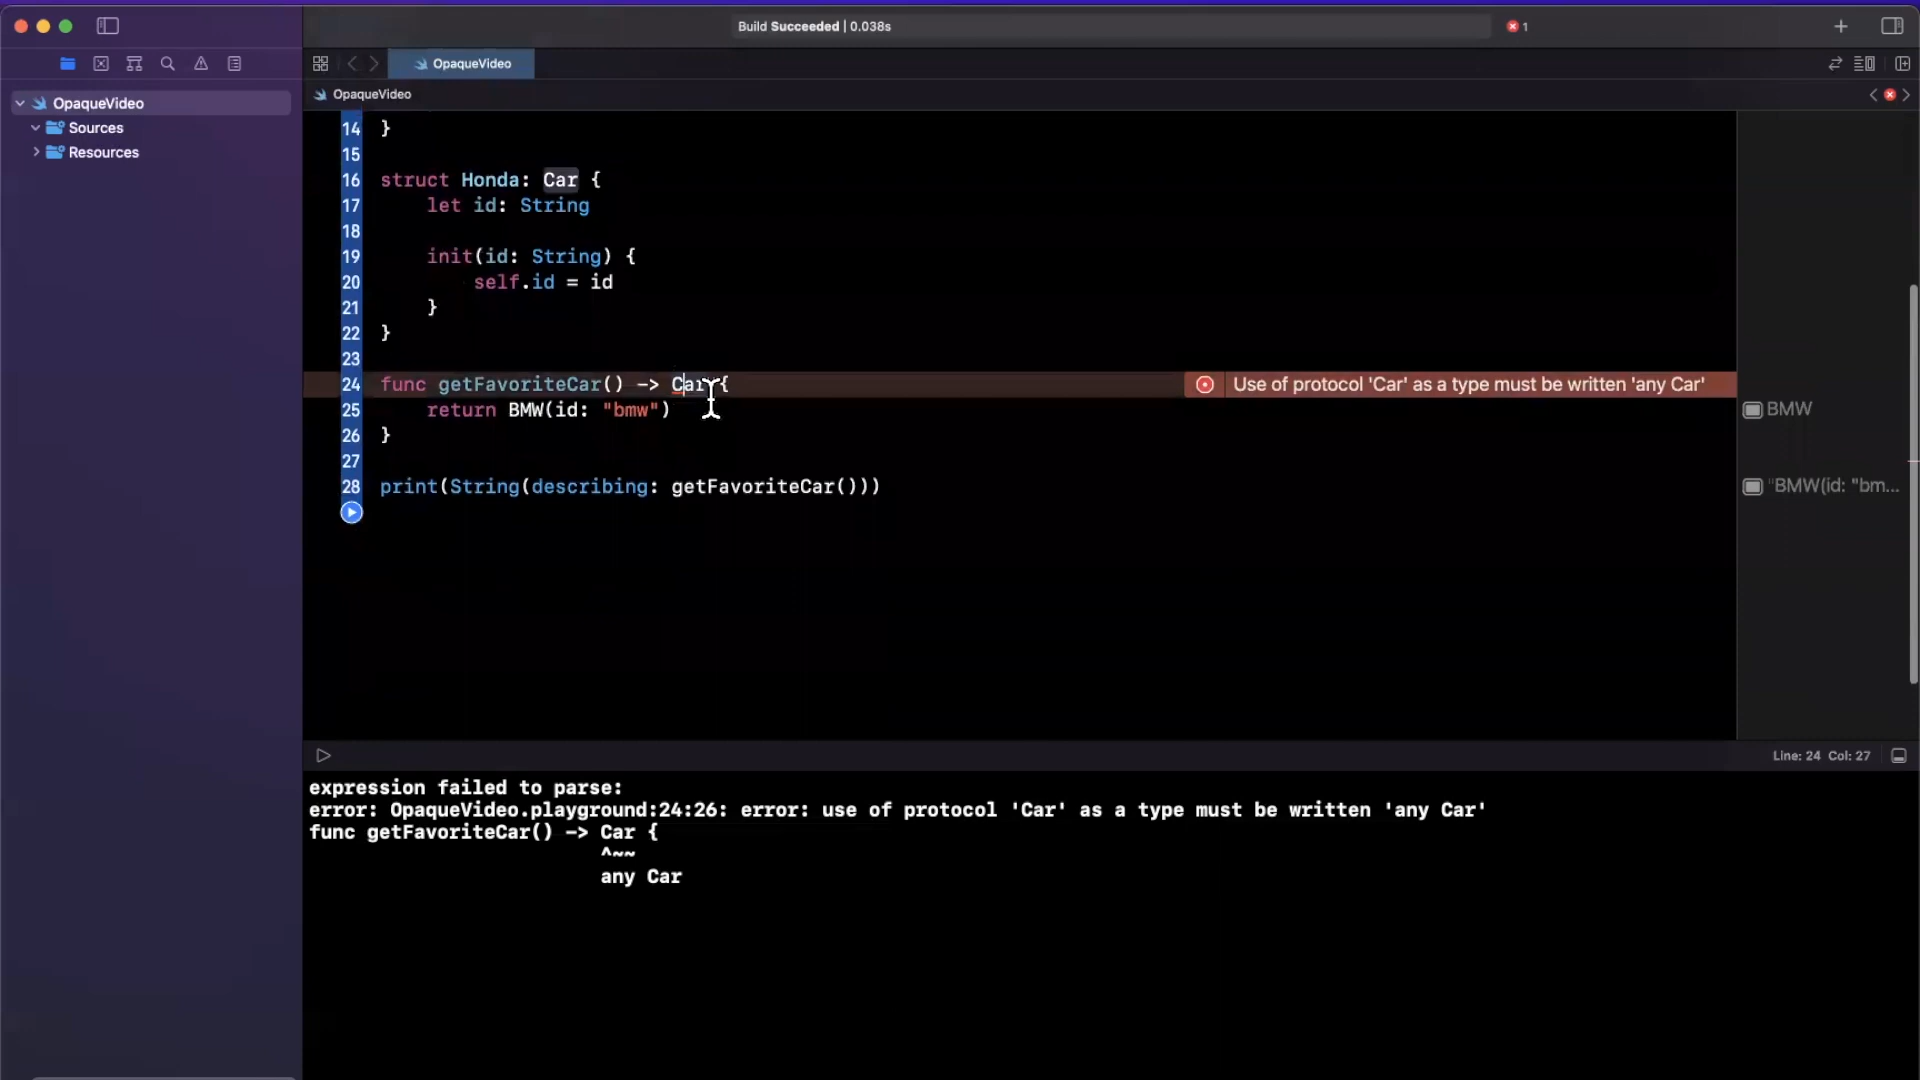 Build Succeeded | 0.038s
1
OpaqueVideo
OpaqueVideo
OpaqueVideo
Sources
Resources
14 }
15
16 struct Honda: Car {
17 let id: String
18
19 init(id: String) {
20 self.id = id
21 }
22 }
23
24 func getFavoriteCar() -> Car {
Use of protocol 'Car' as a type must be written 'any Car'
25 return BMW(id: "bmw")
BMW
26 }
27
28 print(String(describing: getFavoriteCar()))
"BMW(id: "bm...
Line: 24 Col: 27
expression failed to parse:
error: OpaqueVideo.playground:24:26: error: use of protocol 'Car' as a type must be written 'any Car'
func getFavoriteCar() -> Car {
^~~
any Car